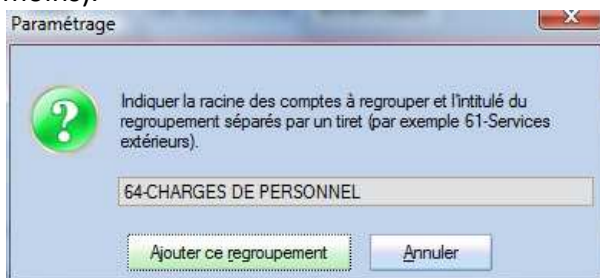 Paramétrage
Indiquer la racine des comptes à regrouper et l'intitulé du
regroupement séparés par un tiret (par exemple 61-Services
extérieurs).
64-CHARGES DE PERSONNEL
Ajouter ce regroupement Annuler